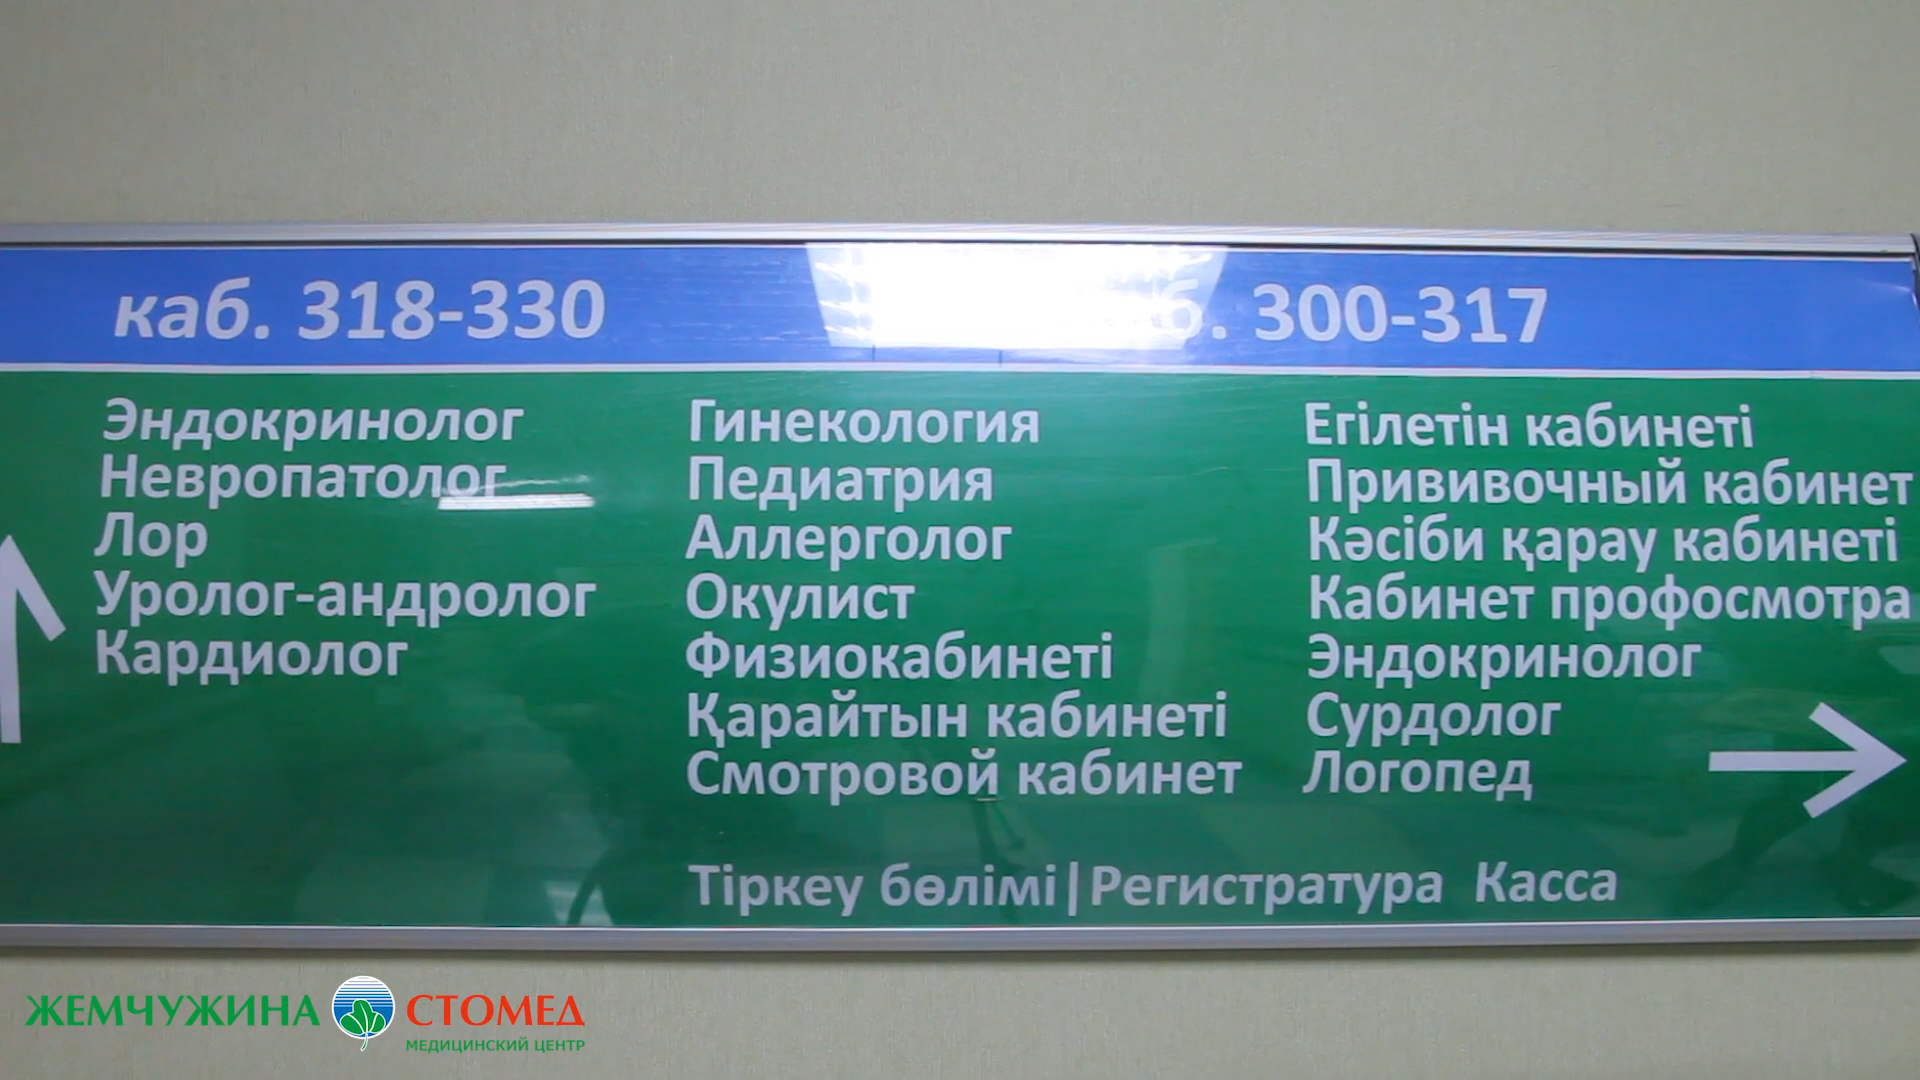 каб. 318-330
Эндокринолог
Невропатолог
Лор
Уролог-андролог
Кардиолог
300-317
Гинекология
Педиатрия
Аллерголог
Окулист
Физиокабинеті
Қарайтын кабинеті
Смотровой кабинет
Егілетін кабинеті
Прививочный кабинет
Кәсіби қарау кабинеті
Кабинет профосмотра
Эндокринолог
Сурдолог
Логопед
Тіркеу бөлімі|Регистратура Касса
ЖЕМЧУЖИНА СТОМЕД
МЕДИЦИНСКИЙ ЦЕНТР